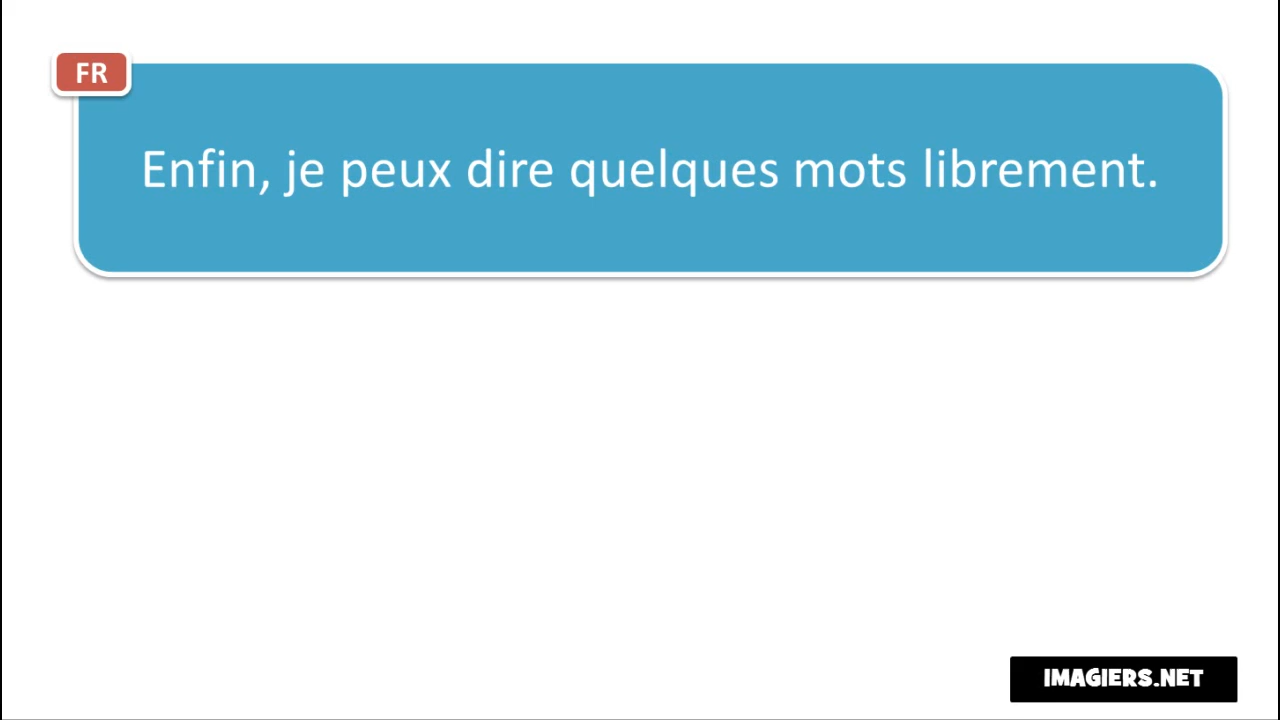 FR
Enfin, je peux dire quelques mots librement.
IMAGIERS.NET